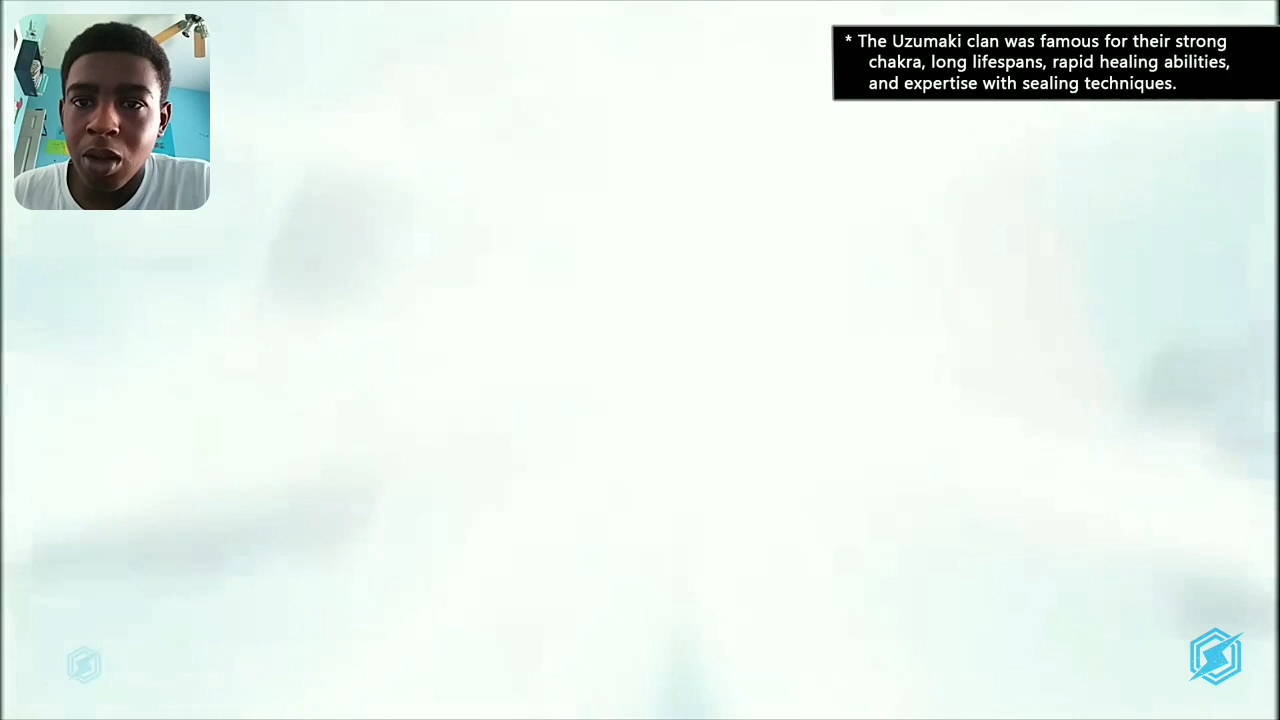 * The Uzumaki clan was famous for their strong
chakra, long lifespans, rapid healing abilities,
and expertise with sealing techniques.